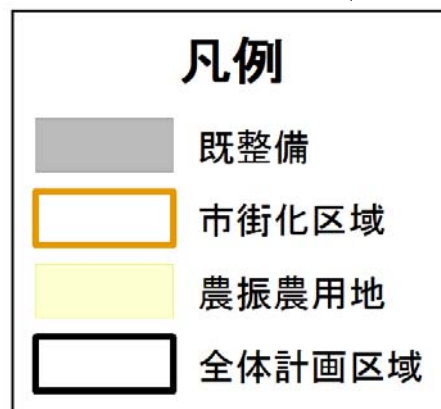 凡例
既整備
市街化区域
農振農用地
全体計画区域